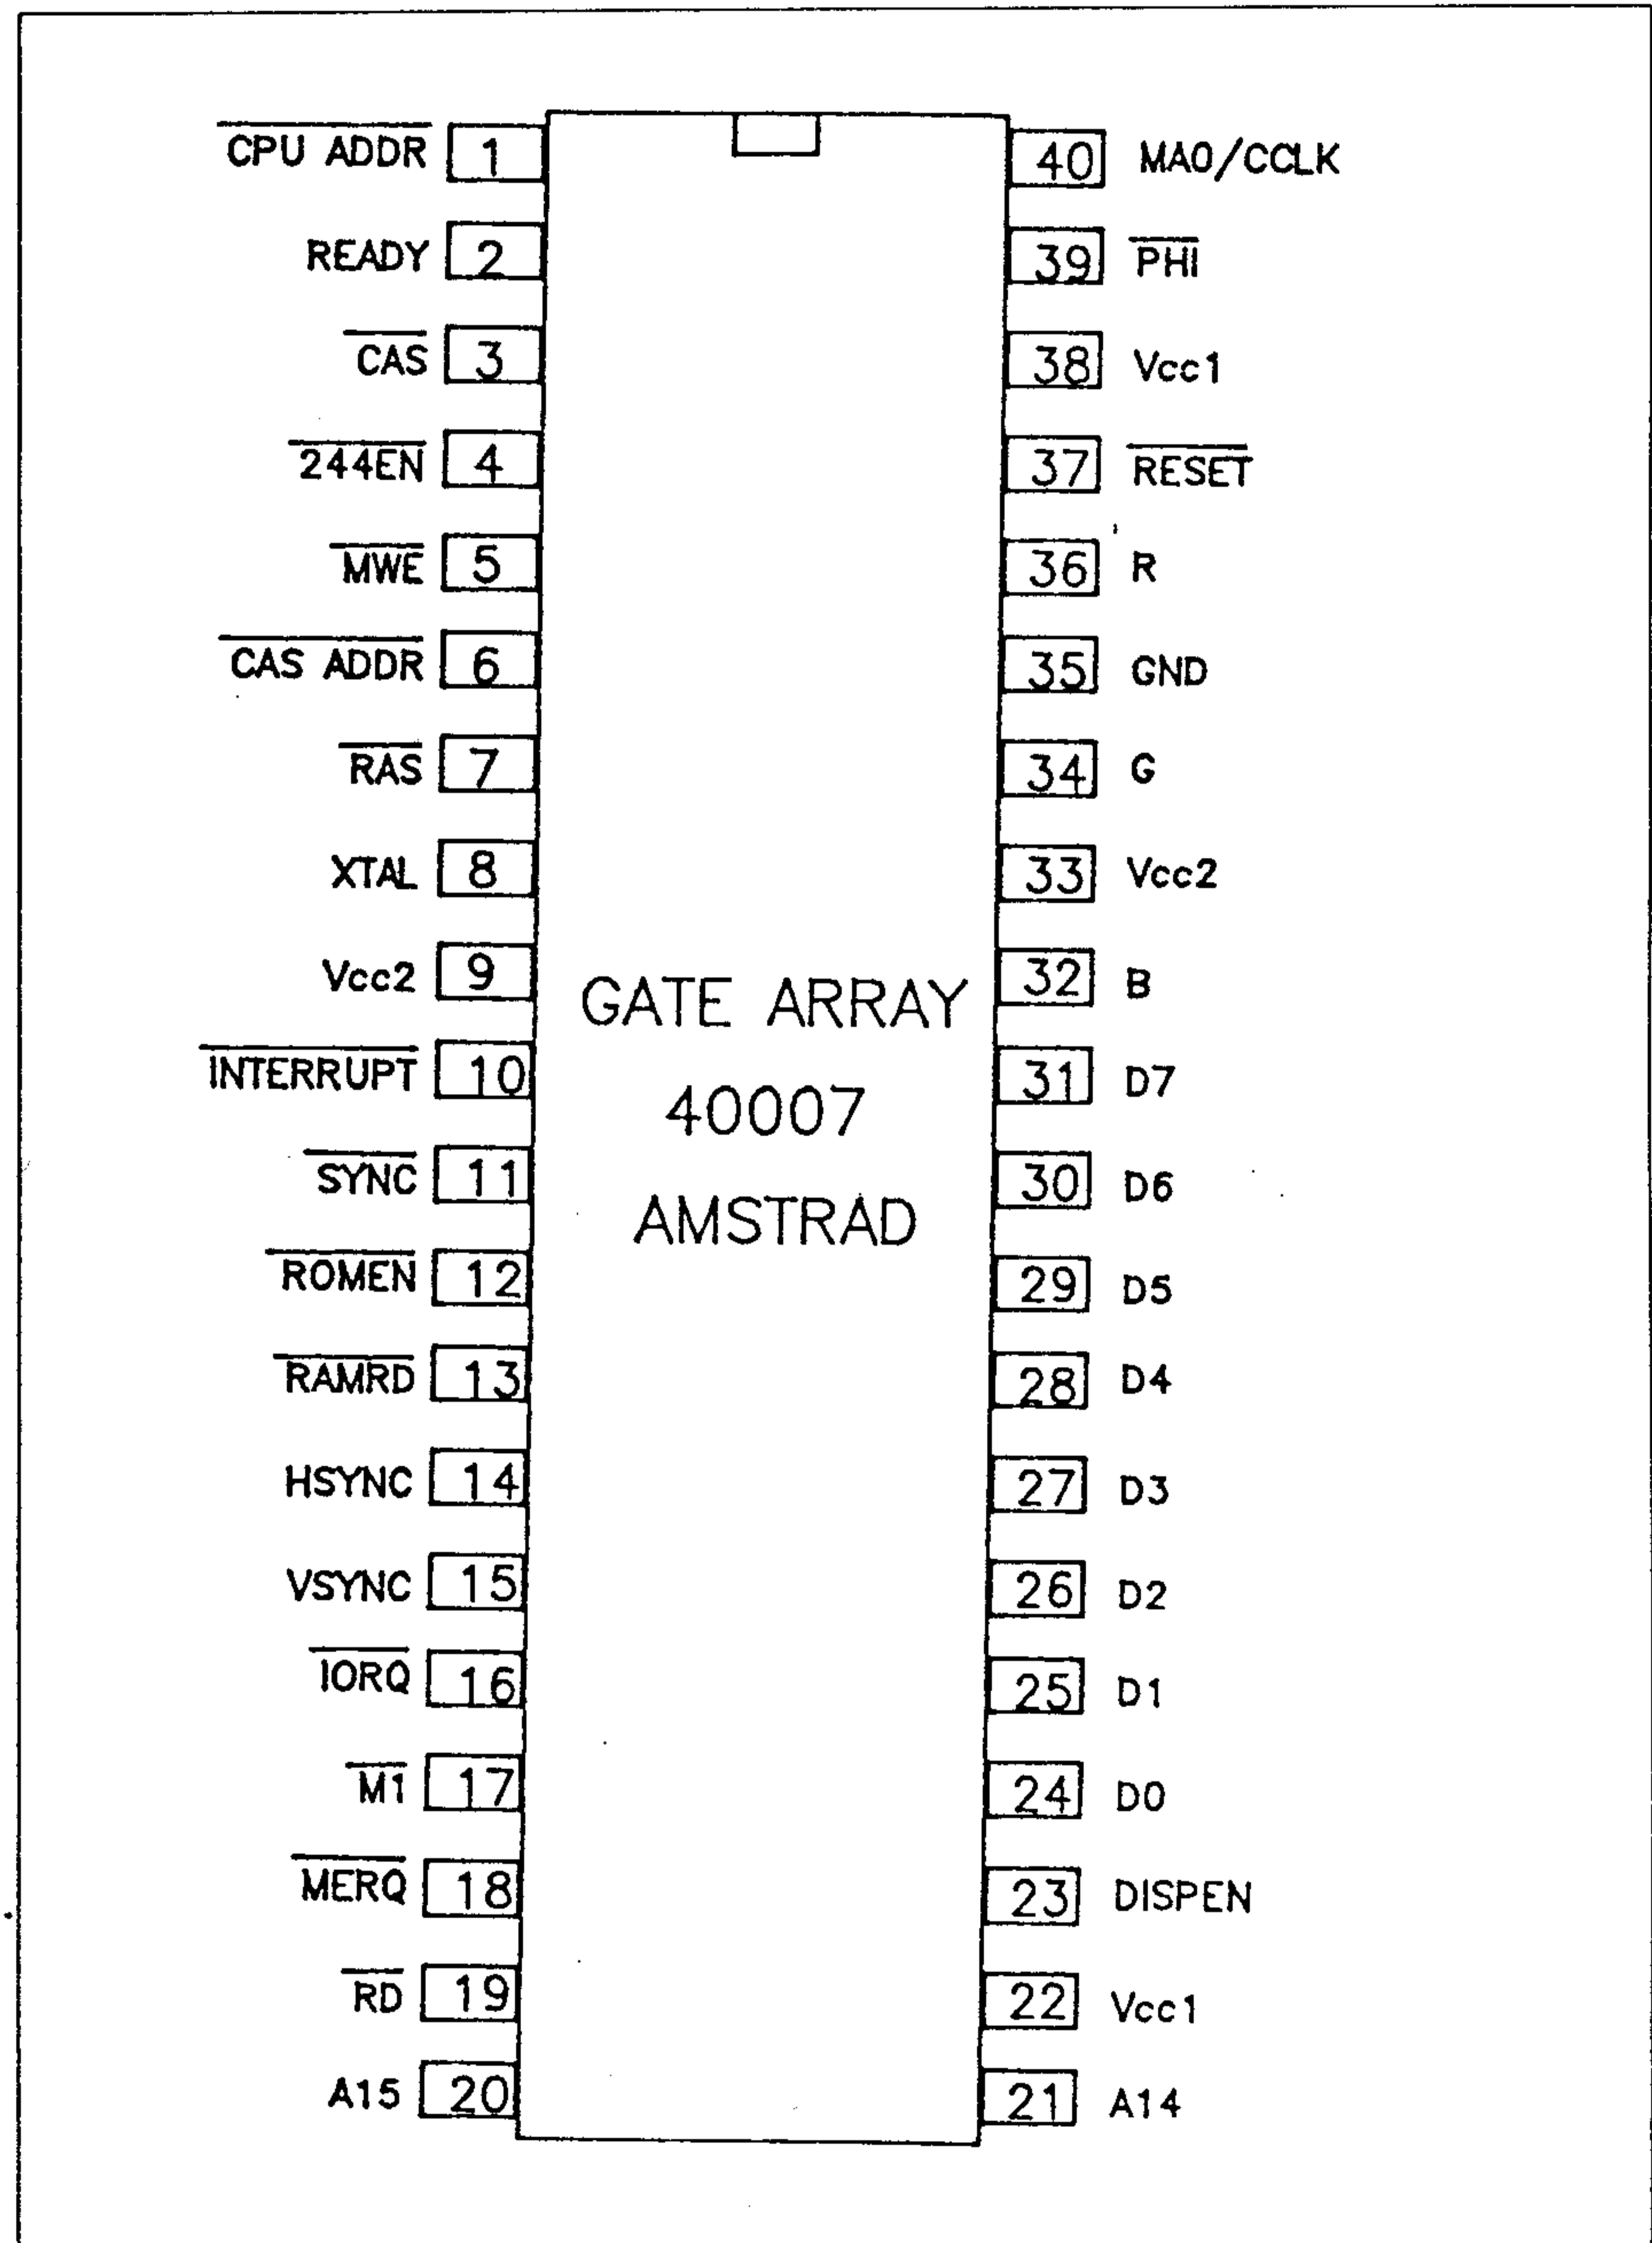 CPU ADDR 1 40 MA0/CCLK
READY 2 39 PHI
CAS 3 38 Vcc1
244EN 4 37 RESET
MWE 5 36 R
CAS ADDR 6 35 GND
RAS 7 34 G
XTAL 8 33 Vcc2
Vcc2 9 32 B
GATE ARRAY
INTERRUPT 10 31 D7
40007
SYNC 11 30 D6
AMSTRAD
ROMEN 12 29 D5
RAMRD 13 28 D4
HSYNC 14 27 D3
VSYNC 15 26 D2
IORQ 16 25 D1
M1 17 24 D0
MERQ 18 23 DISPEN
RD 19 22 Vcc1
A15 20 21 A14